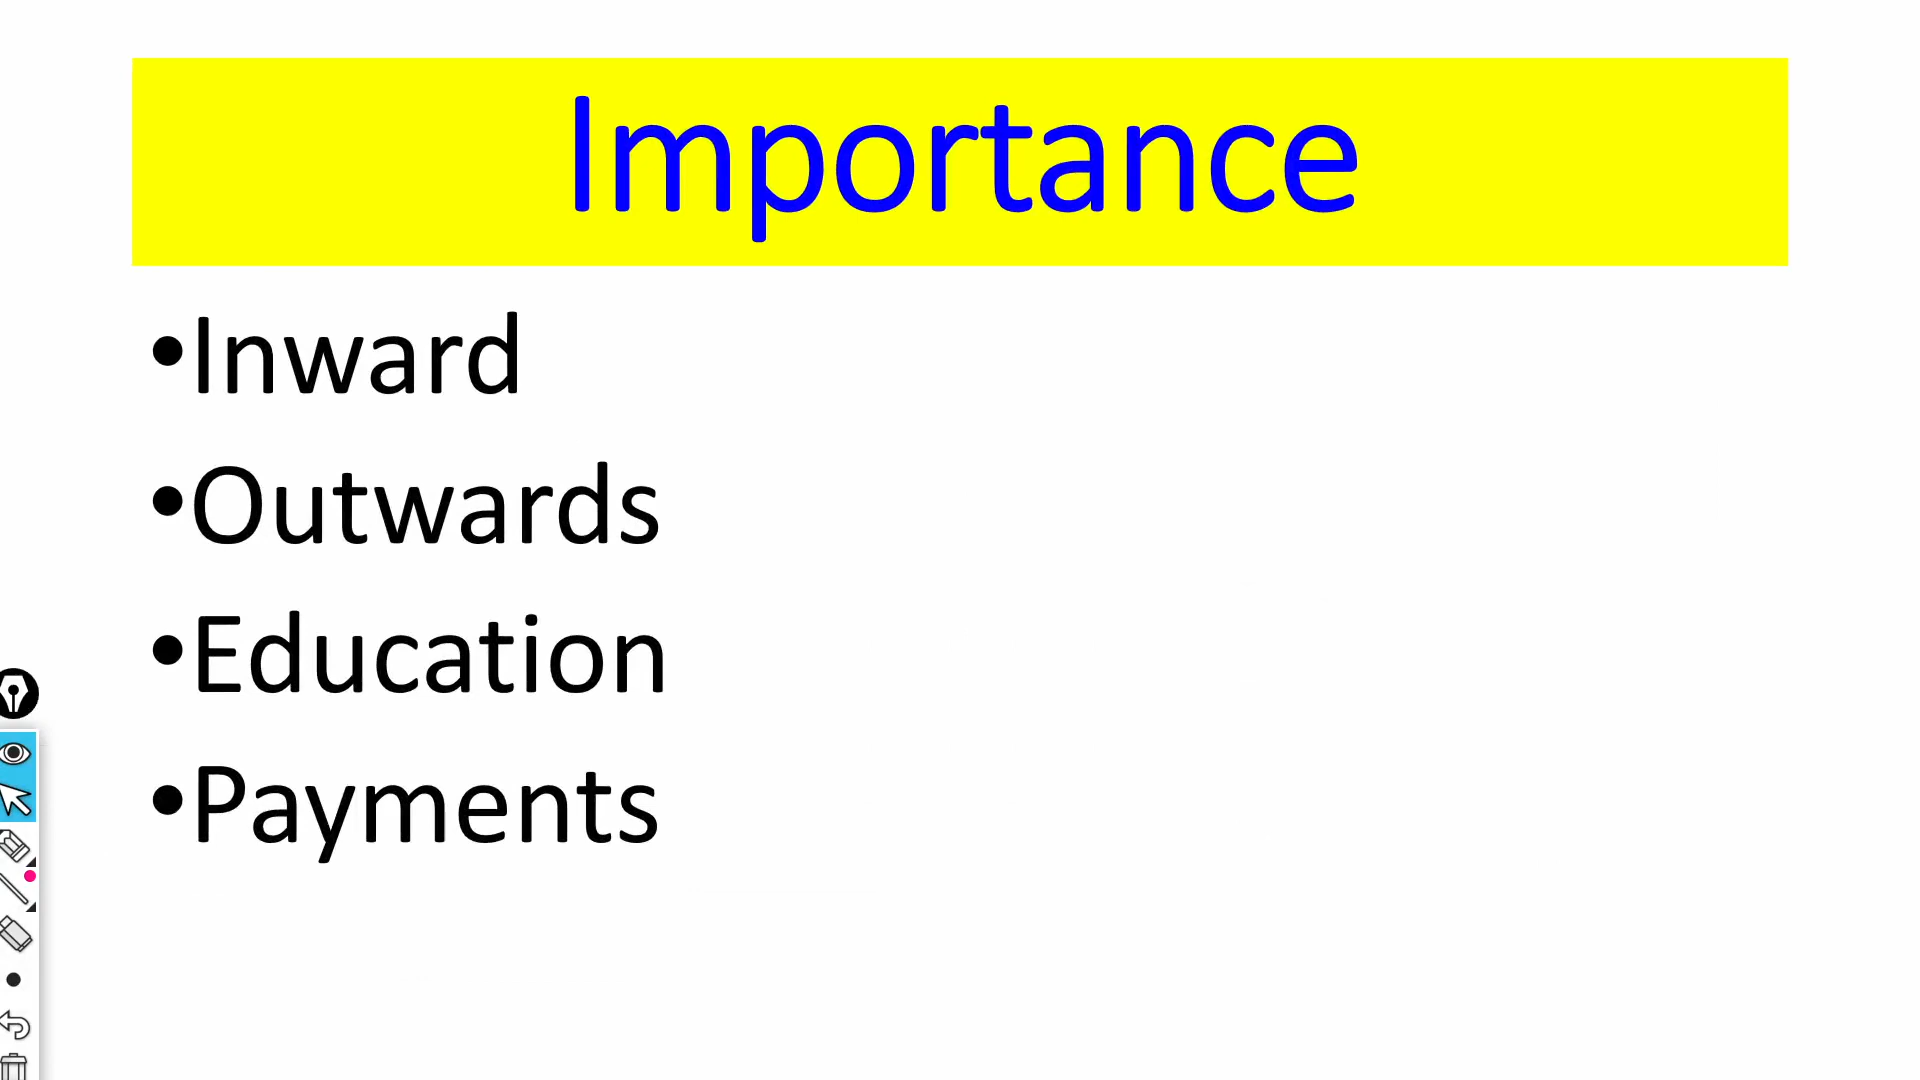 Importance
•Inward
•Outwards
•Education
•Payments